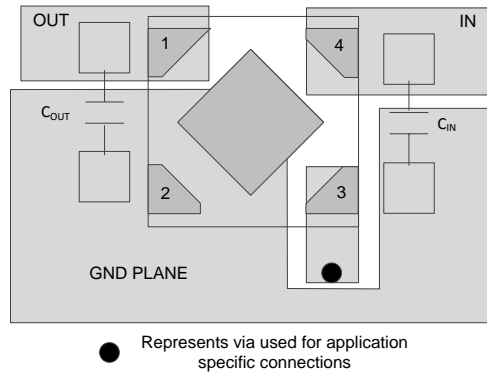 OUT
IN
1
4
COUT
CIN
2
3
GND PLANE
Represents via used for application
specific connections